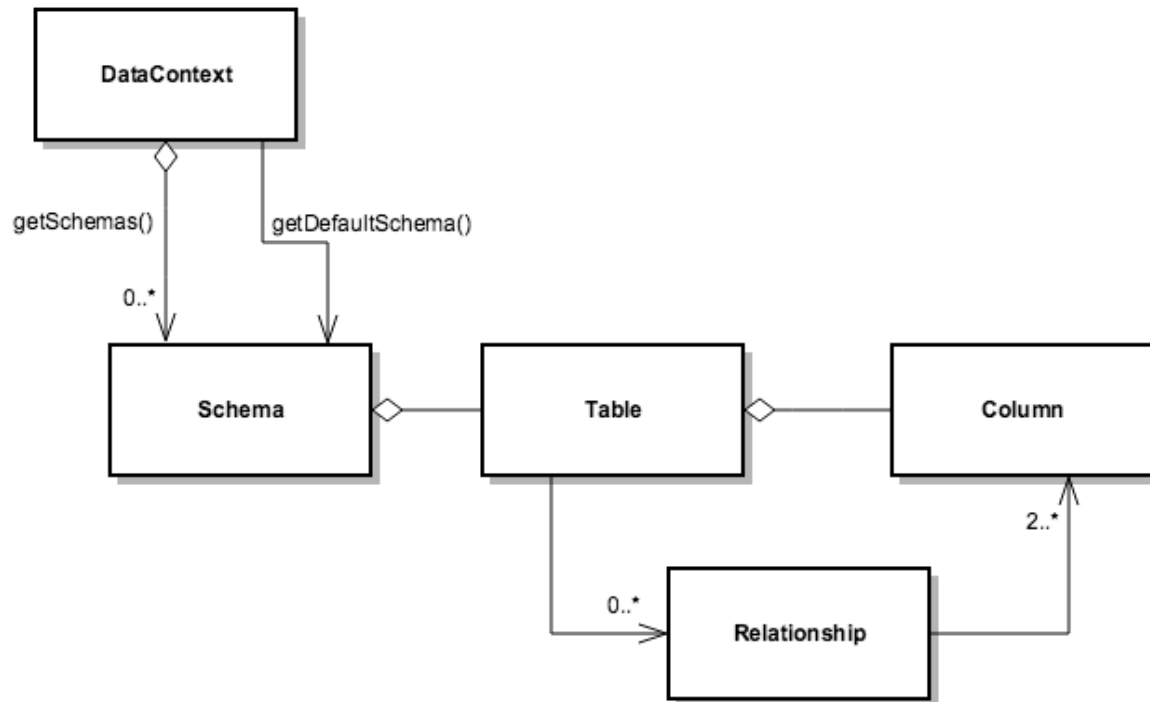 DataContext
getSchemas()
getDefaultSchema()
0..*
Schema
Table
Column
2..*
0..*
Relationship